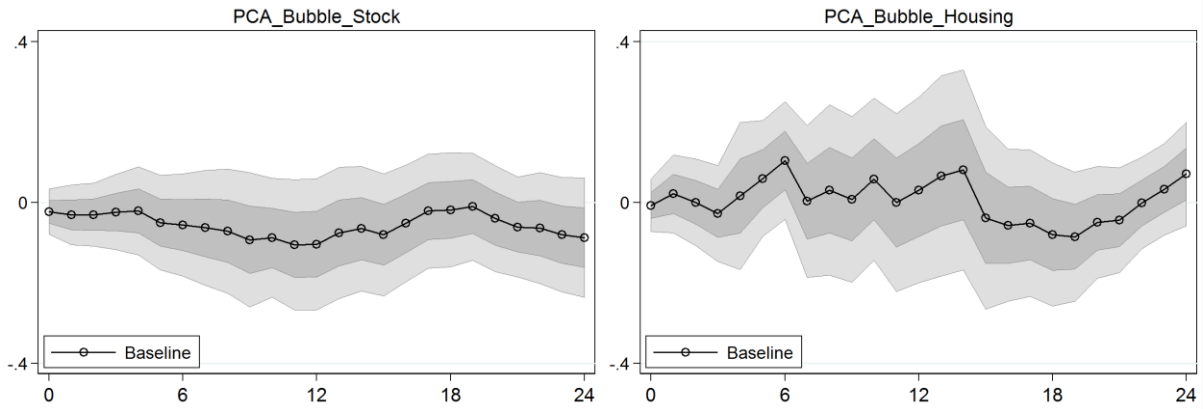 PCA_Bubble_Stock
.4
0
-.4
Baseline
0 6 12 18 24
PCA_Bubble_Housing
.4
0
-.4
Baseline
0 6 12 18 24